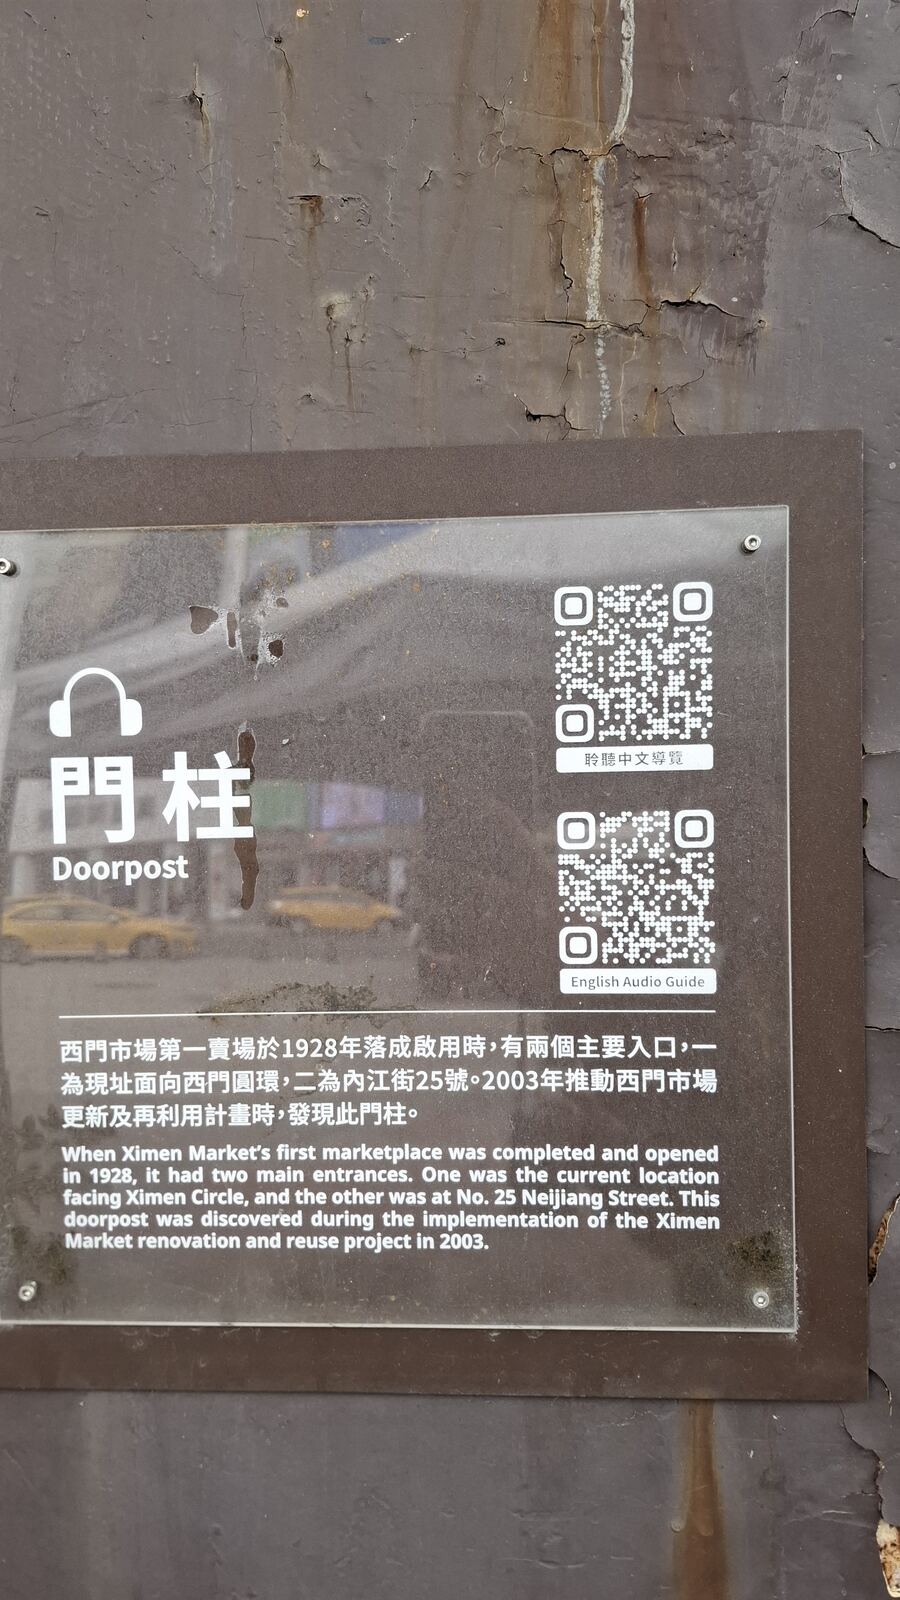 門柱
Doorpost
聆聽中文導覽
English Audio Guide
西門市場第一賣場於1928年落成啟用時,有兩個主要入口,一
為現址面向西門圓環,二為內江街25號。2003年推動西門市場
更新及再利用計畫時,發現此門柱。
When Ximen Market's first marketplace was completed and opened
in 1928, it had two main entrances. One was the current location
facing Ximen Circle, and the other was at No. 25 Neijiang Street. This
doorpost was discovered during the implementation of the Ximen
Market renovation and reuse project in 2003.